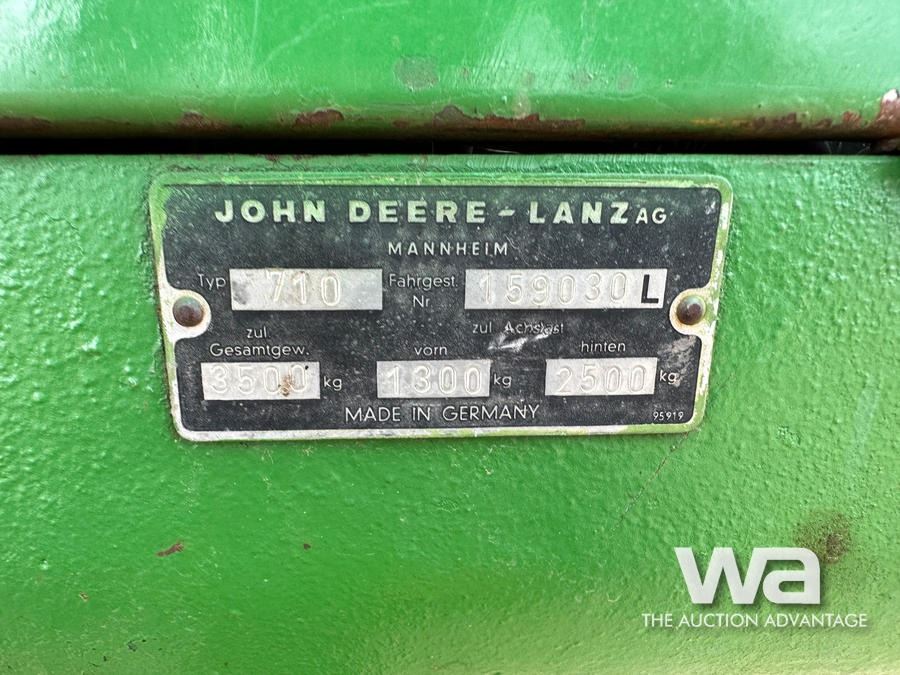 JOHN DEERE-LANZ AG
MANNHEIM
Typ 710 Fahrgest. Nr. 159030 L
zul Gesamtgew. zul Achslast
vorn hinten
3500 kg 1300 kg 2500 kg
MADE IN GERMANY 95919
wa
THE AUCTION ADVANTAGE